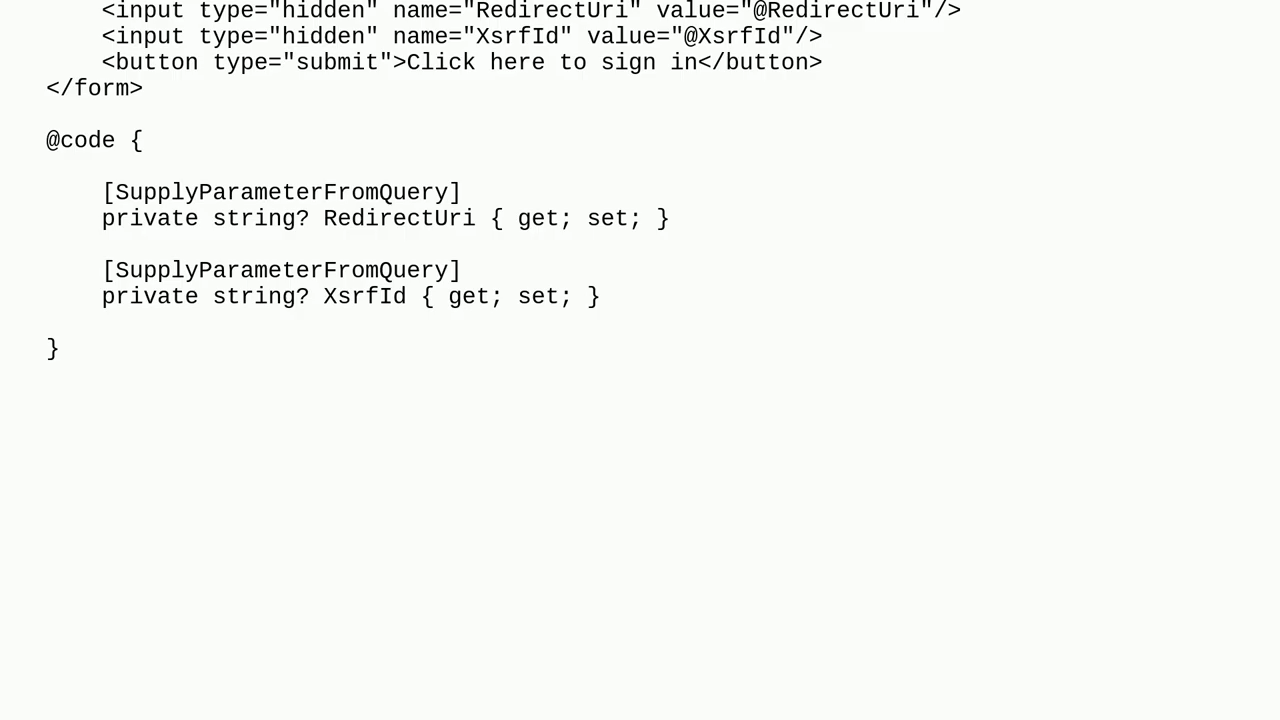 <input type="hidden" name="RedirectUri" value="@RedirectUri"/>
<input type="hidden" name="XsrfId" value="@XsrfId"/>
<button type="submit">Click here to sign in</button>
</form>
@code {
[SupplyParameterFromQuery]
private string? RedirectUri { get; set; }
[SupplyParameterFromQuery]
private string? XsrfId { get; set; }
}